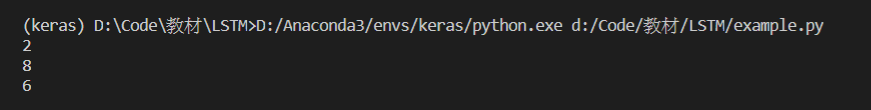 (keras) D:\Code\教材\LSTM>D:/Anaconda3/envs/keras/python.exe d:/Code/教材/LSTM/example.py
2
8
6